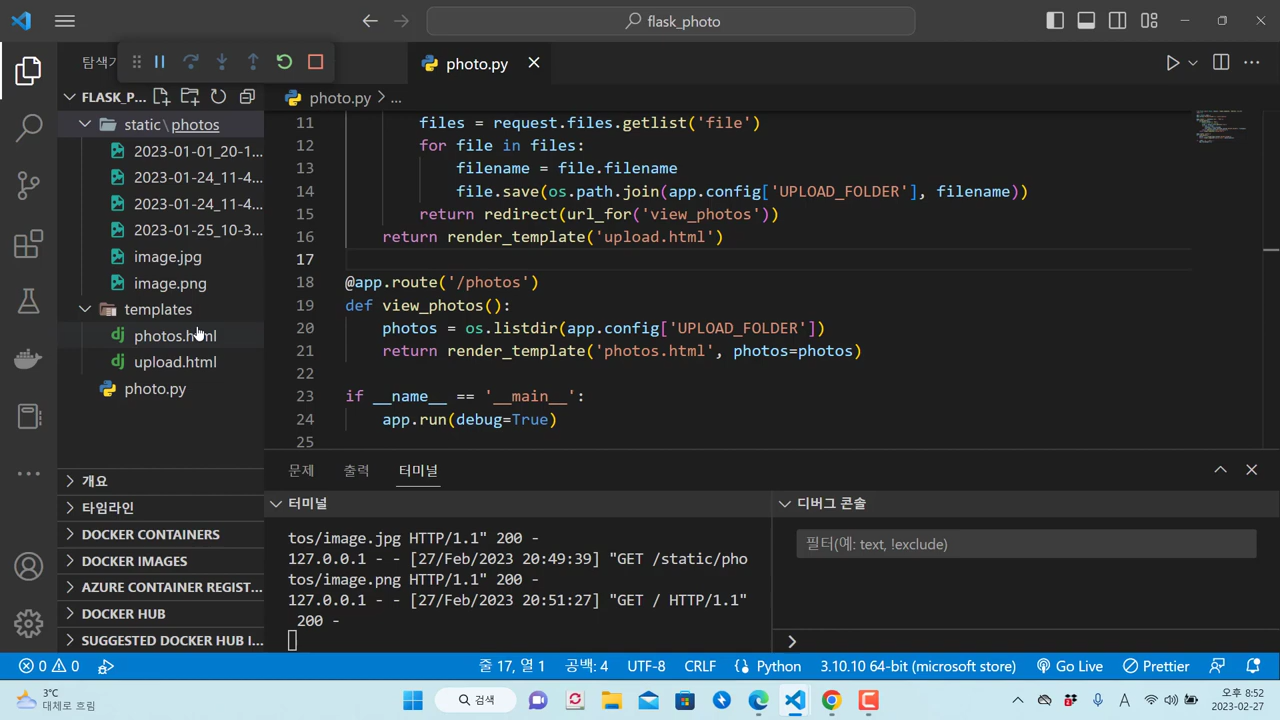 flask_photo
탐색기
photo.py
FLASK_P...
photo.py > ...
static\photos
2023-01-01_20-1...
2023-01-24_11-4...
2023-01-24_11-4...
2023-01-25_10-3...
image.jpg
image.png
templates
photos.html
upload.html
photo.py
개요
타임라인
DOCKER CONTAINERS
DOCKER IMAGES
AZURE CONTAINER REGIST...
DOCKER HUB
SUGGESTED DOCKER HUB I...
11 files = request.files.getlist('file')
12 for file in files:
13 filename = file.filename
14 file.save(os.path.join(app.config['UPLOAD_FOLDER'], filename))
15 return redirect(url_for('view_photos'))
16 return render_template('upload.html')
17
18 @app.route('/photos')
19 def view_photos():
20 photos = os.listdir(app.config['UPLOAD_FOLDER'])
21 return render_template('photos.html', photos=photos)
22
23 if __name__ == '__main__':
24 app.run(debug=True)
25
문제 출력 터미널
터미널
tos/image.jpg HTTP/1.1" 200 -
127.0.0.1 - - [27/Feb/2023 20:49:39] "GET /static/pho
tos/image.png HTTP/1.1" 200 -
127.0.0.1 - - [27/Feb/2023 20:51:27] "GET / HTTP/1.1"
200 -
디버그 콘솔
필터(예: text, !exclude)
0 0 줄 17, 열 1 공백: 4 UTF-8 CRLF Python 3.10.10 64-bit (microsoft store) Go Live Prettier
3°C
대체로 흐림
검색
A
오후 8:52
2023-02-27